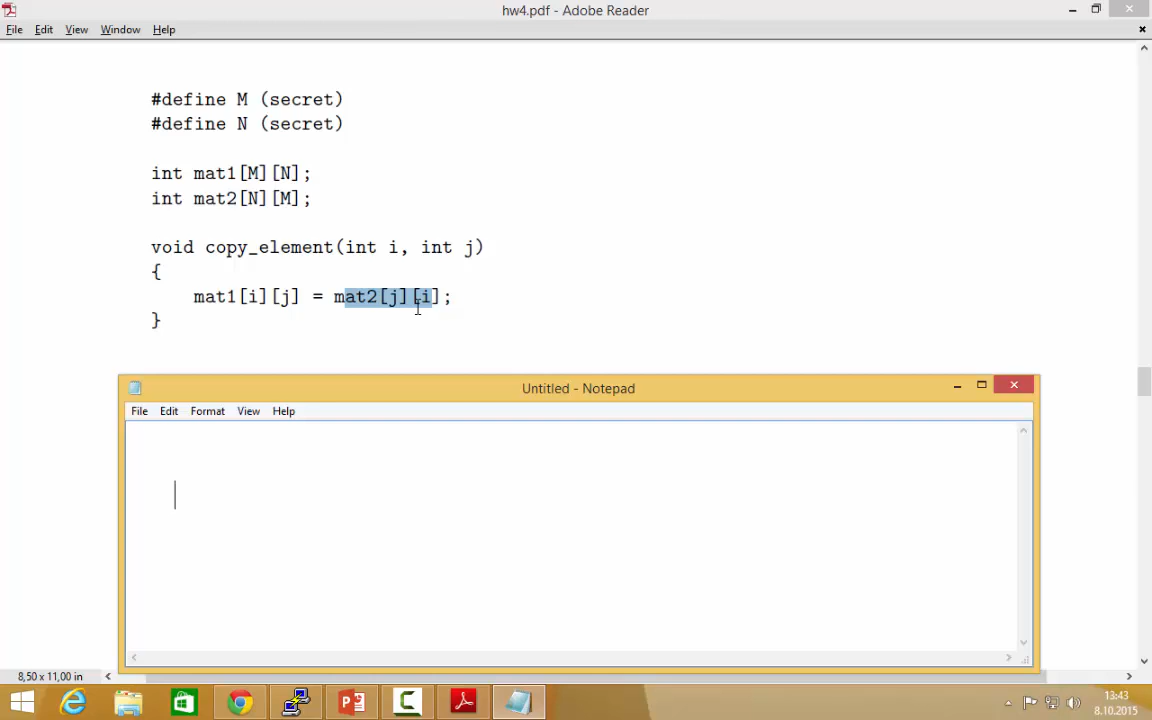 hw4.pdf - Adobe Reader
File Edit View Window Help
#define M (secret)
#define N (secret)
int mat1[M][N];
int mat2[N][M];
void copy_element(int i, int j)
{
mat1[i][j] = mat2[j][i];
}
Untitled - Notepad
File Edit Format View Help
8,50 x 11,00 in
13:43
8.10.2015